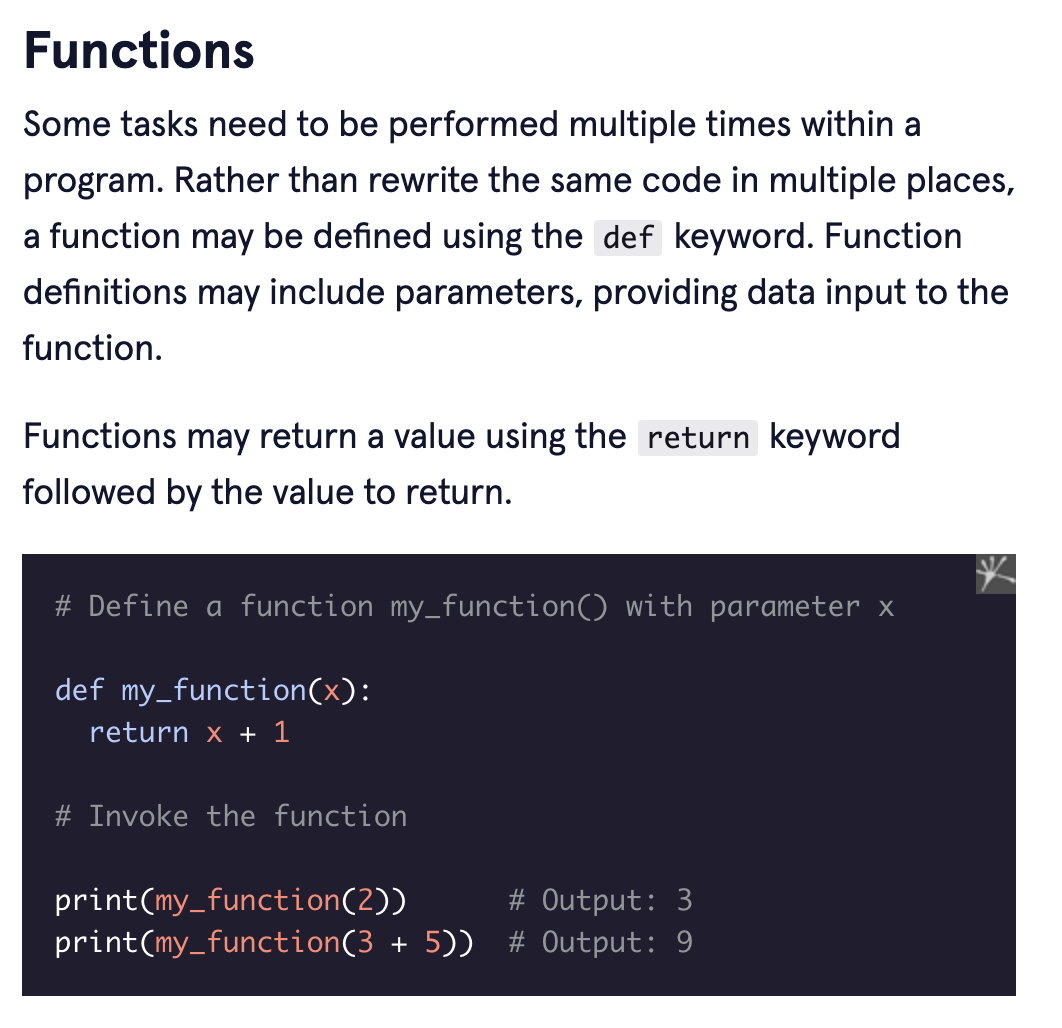 Functions
Some tasks need to be performed multiple times within a
program. Rather than rewrite the same code in multiple places,
a function may be defined using the def keyword. Function
definitions may include parameters, providing data input to the
function.
Functions may return a value using the return keyword
followed by the value to return.
# Define a function my_function() with parameter x
def my_function(x):
  return x + 1
# Invoke the function
print(my_function(2))      # Output: 3
print(my_function(3 + 5))  # Output: 9